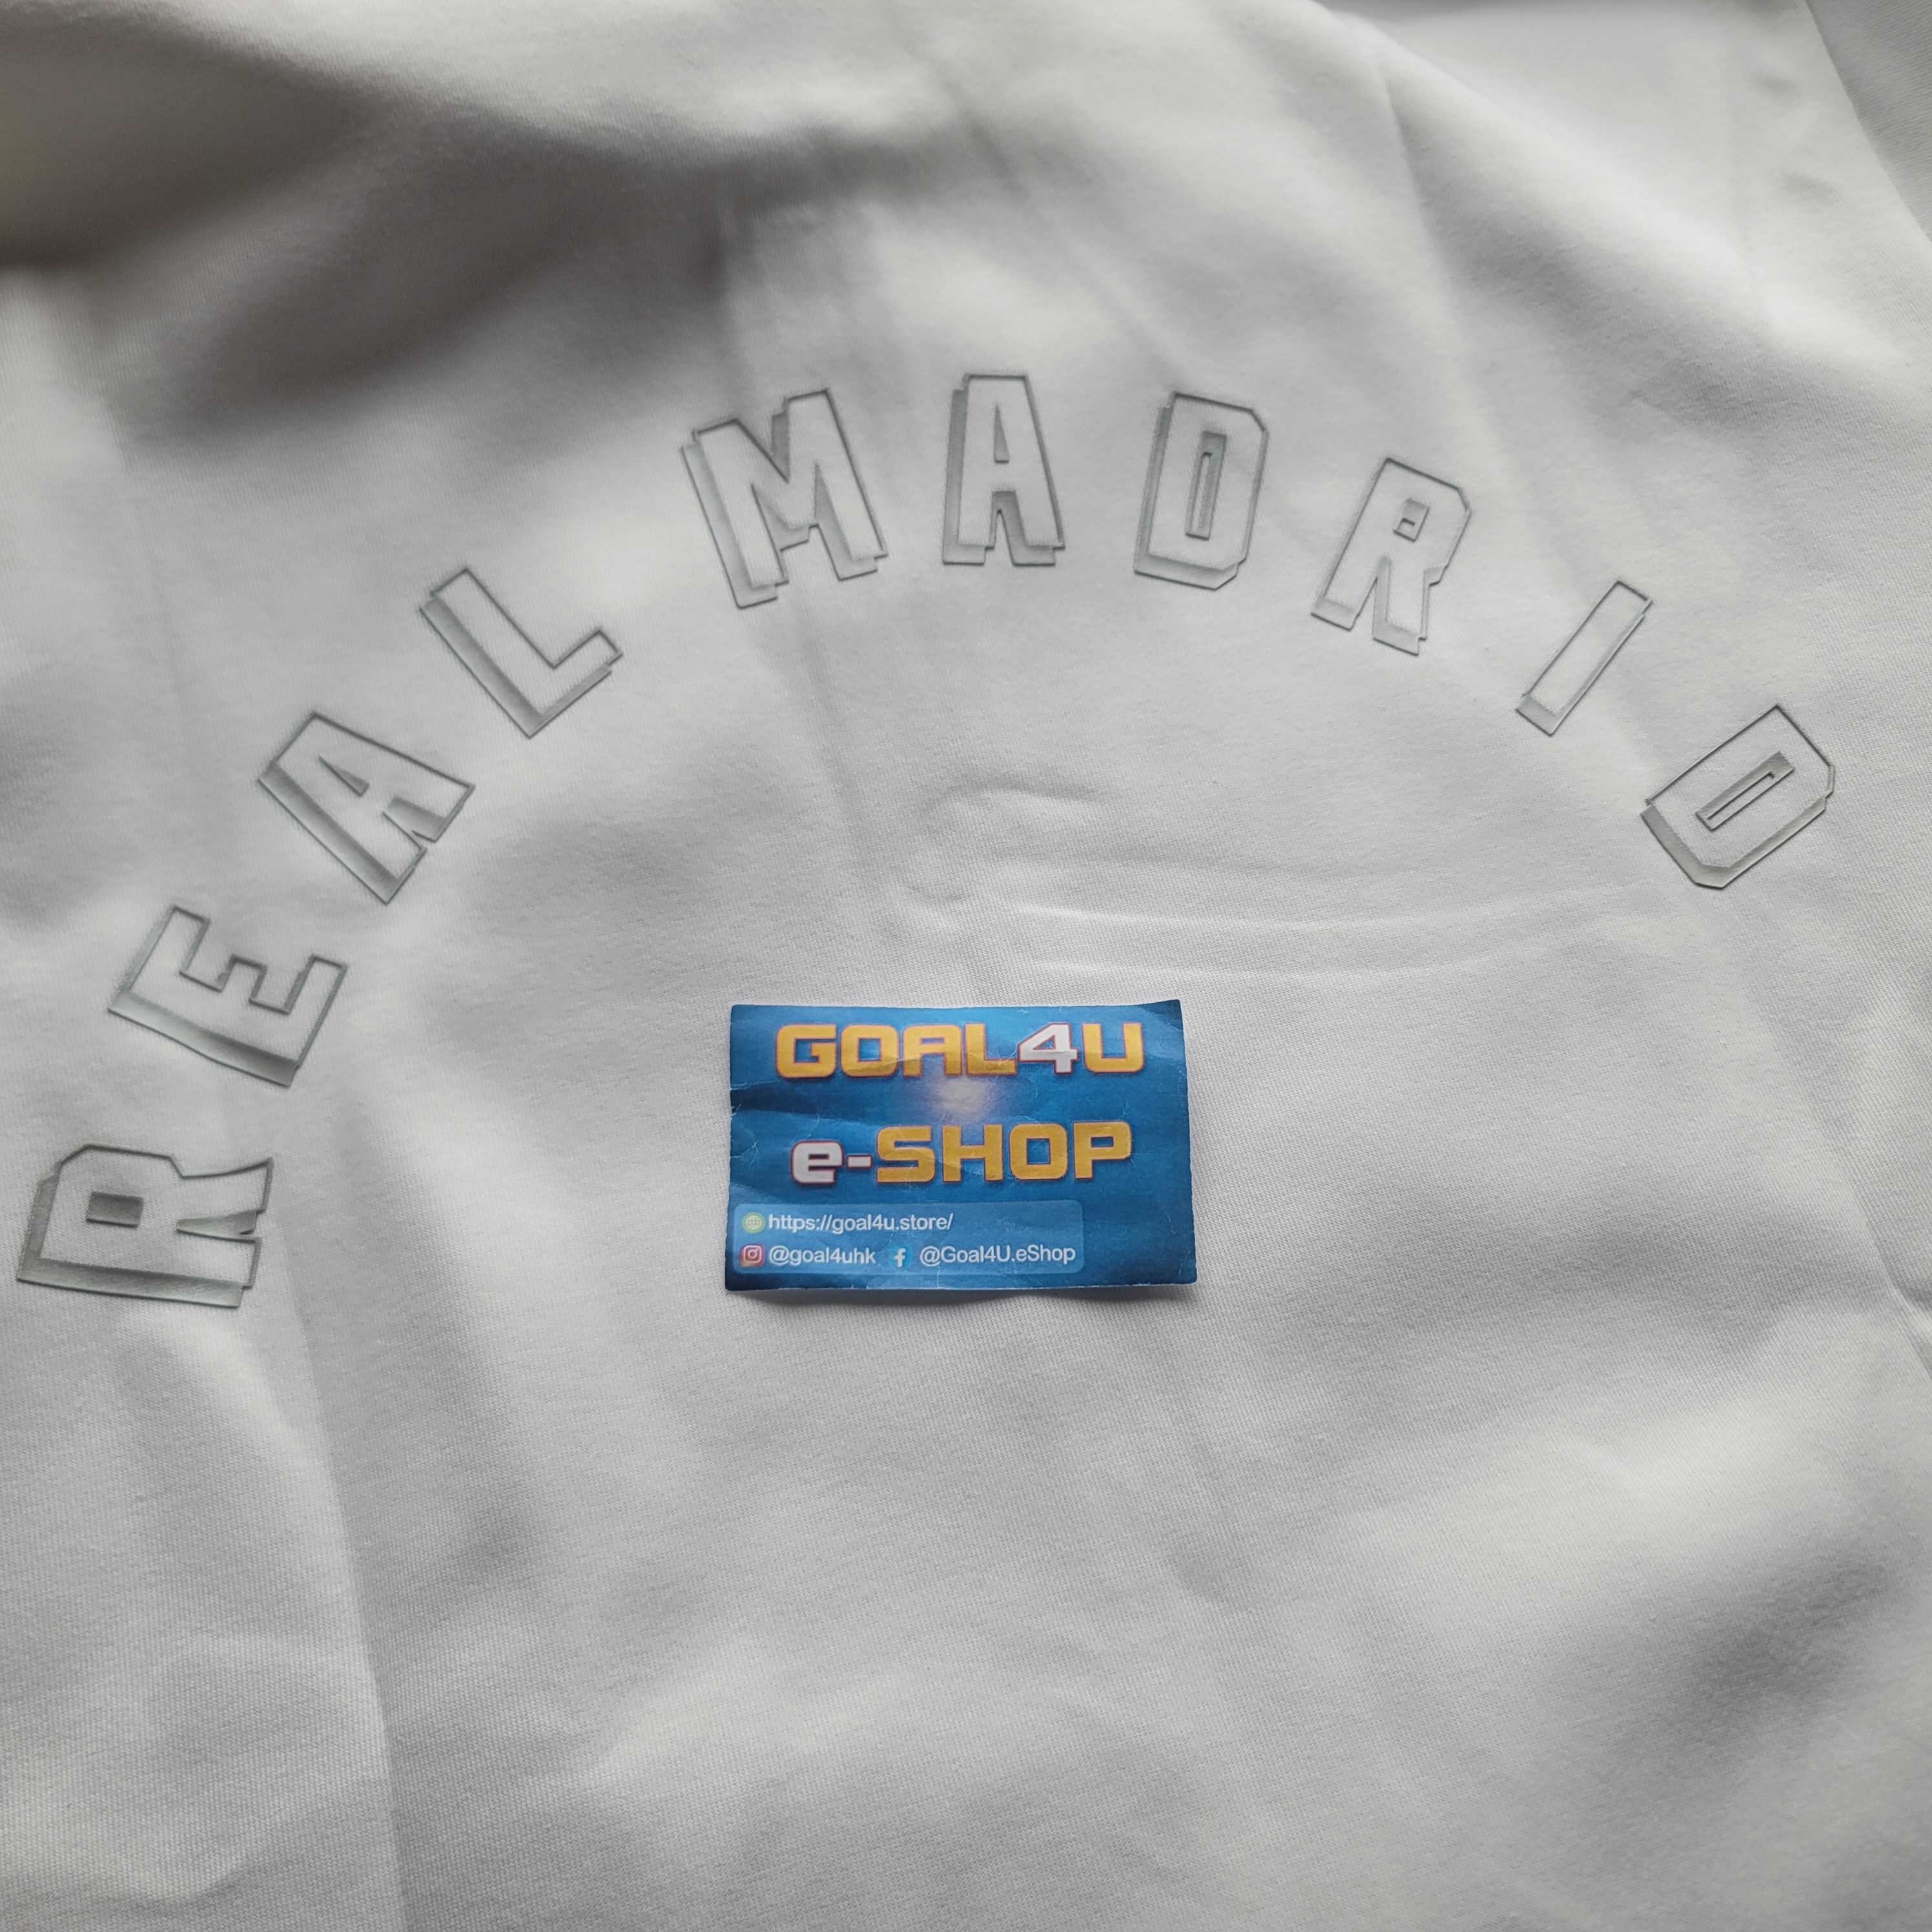 REAL MADRID
GOAL4U
e-SHOP
https://goal4u.store/
@goal4uhk @Goal4U.eShop